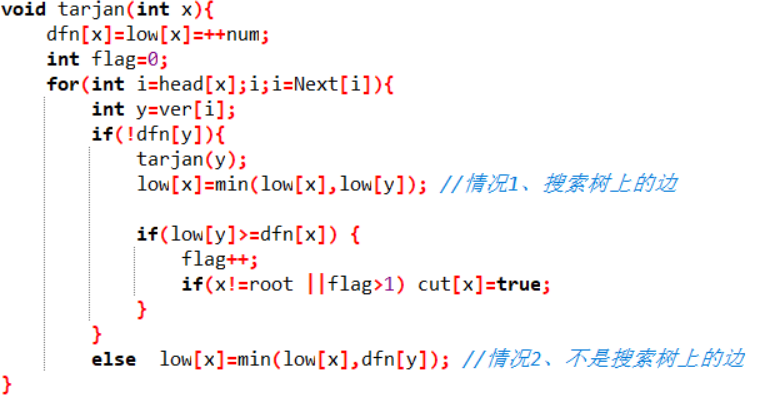 void tarjan(int x){
    dfn[x]=low[x]=++num;
    int flag=0;
    for(int i=head[x];i;i=Next[i]){
        int y=ver[i];
        if(!dfn[y]){
            tarjan(y);
            low[x]=min(low[x],low[y]); //情况1、搜索树上的边
            if(low[y]>=dfn[x]) {
                flag++;
                if(x!=root ||flag>1) cut[x]=true;
            }
        }
        else  low[x]=min(low[x],dfn[y]); //情况2、不是搜索树上的边
}